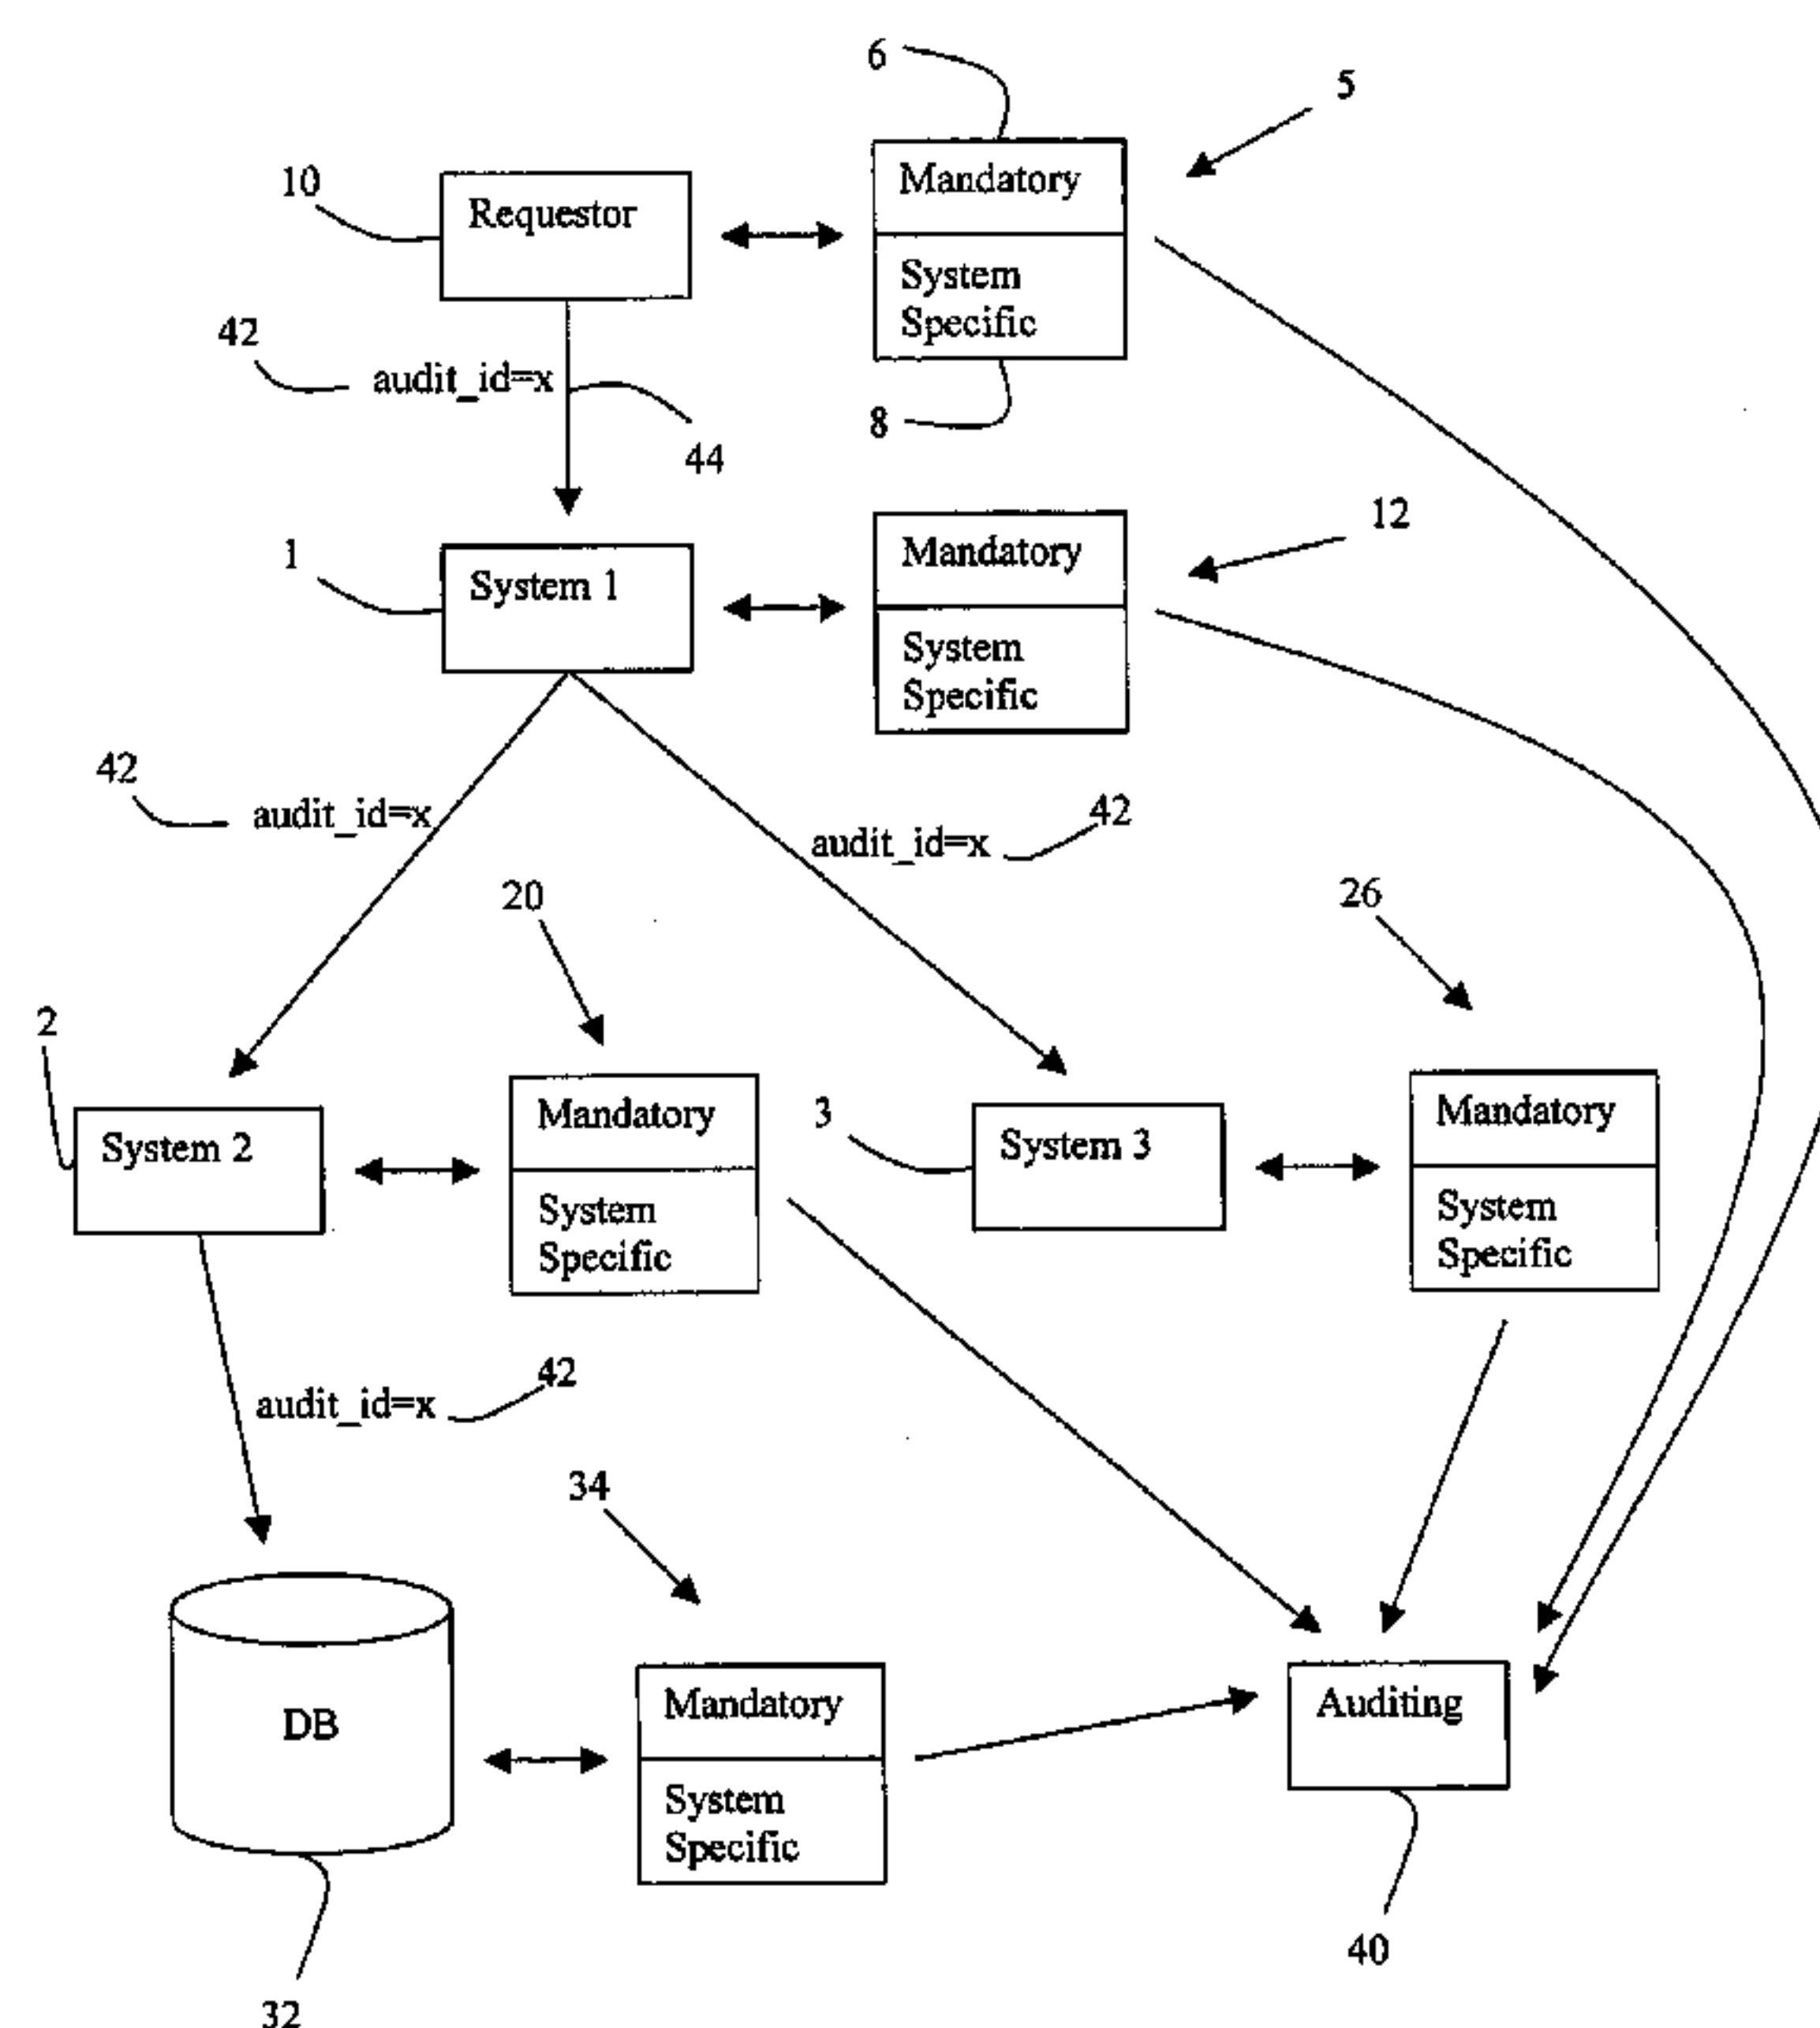 6
5
10
Requestor
Mandatory
System
Specific
42
audit_id=x
8
44
12
1
System 1
Mandatory
System
Specific
42
audit_id=x
42
audit_id=x
20
26
2
System 2
Mandatory
System
Specific
3
System 3
Mandatory
System
Specific
42
audit_id=x
34
DB
Mandatory
System
Specific
Auditing
40
32